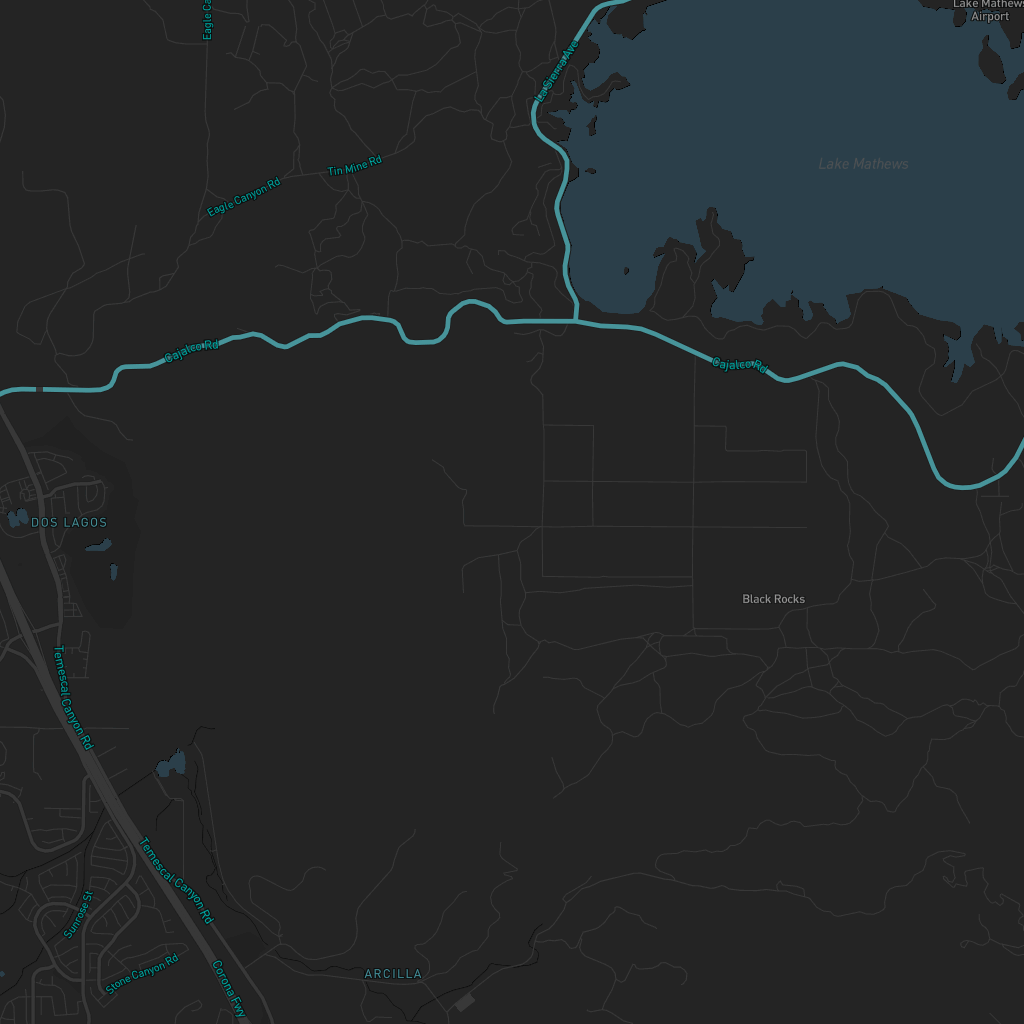 Lake Mathews
Airport
Eagle C
La Sierra Ave
Lake Mathews
Tin Mine Rd
Eagle Canyon Rd
Cajalco Rd
Cajalco Rd
DOS LAGOS
Black Rocks
Temescal Canyon Rd
Temescal Canyon Rd
Sunrose St
Stone Canyon Rd
Corona Fwy
ARCILLA